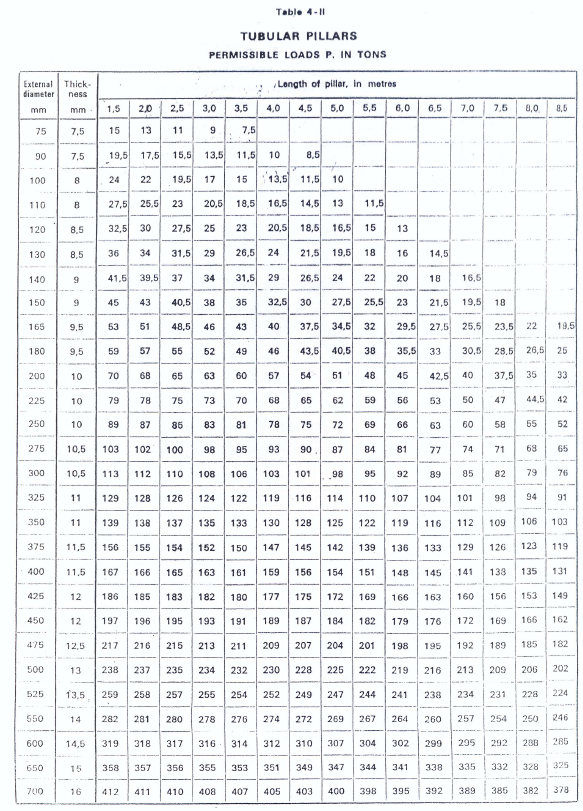 Table 4-II
TUBULAR PILLARS
PERMISSIBLE LOADS P. IN TONS
External diameter mm Thick-ness mm Length of pillar, in metres
1,5 2,0 2,5 3,0 3,5 4,0 4,5 5,0 5,5 6,0 6,5 7,0 7,5 8,0 8,5
75 7,5 15 13 11 9 7,5
90 7,5 19,5 17,5 15,5 13,5 11,5 10 8,5
100 8 24 22 19,5 17 15 13,5 11,5 10
110 8 27,5 25,5 23 20,5 18,5 16,5 14,5 13 11,5
120 8,5 32,5 30 27,5 25 23 20,5 18,5 16,5 15 13
130 8,5 36 34 31,5 29 26,5 24 21,5 19,5 18 16 14,5
140 9 41,5 39,5 37 34 31,5 29 26,5 24 22 20 18 16,5
150 9 45 43 40,5 38 35 32,5 30 27,5 25,5 23 21,5 19,5 18
165 9,5 53 51 48,5 46 43 40 37,5 34,5 32 29,5 27,5 25,5 23,5 22 19,5
180 9,5 59 57 55 52 49 46 43,5 40,5 38 35,5 33 30,5 28,5 26,5 25
200 10 70 68 65 63 60 57 54 51 48 45 42,5 40 37,5 35 33
225 10 79 78 75 73 70 68 65 62 59 56 53 50 47 44,5 42
250 10 89 87 85 83 81 78 75 72 69 66 63 60 58 55 52
275 10,5 103 102 100 98 95 93 90 87 84 81 77 74 71 68 65
300 10,5 113 112 110 108 106 103 101 98 95 92 89 85 82 79 76
325 11 129 128 126 124 122 119 116 114 110 107 104 101 98 94 91
350 11 139 138 137 135 133 130 128 125 122 119 116 112 109 106 103
375 11,5 156 155 154 152 150 147 145 142 139 136 133 129 126 123 119
400 11,5 167 166 165 163 161 159 156 154 151 148 145 141 138 135 131
425 12 186 185 183 182 180 177 175 172 169 166 163 160 156 153 149
450 12 197 196 195 193 191 189 187 184 182 179 176 172 169 166 162
475 12,5 217 216 215 213 211 209 207 204 201 198 195 192 189 185 182
500 13 238 237 235 234 232 230 228 225 222 219 216 213 209 206 202
525 13,5 259 258 257 255 254 252 249 247 244 241 238 234 231 228 224
550 14 282 281 280 278 276 274 272 269 267 264 260 257 254 250 246
600 14,5 319 318 317 316 314 312 310 307 304 302 299 295 292 288 285
650 15 358 357 356 355 353 351 349 347 344 341 338 335 332 328 325
700 16 412 411 410 408 407 405 403 400 398 395 392 389 385 382 378